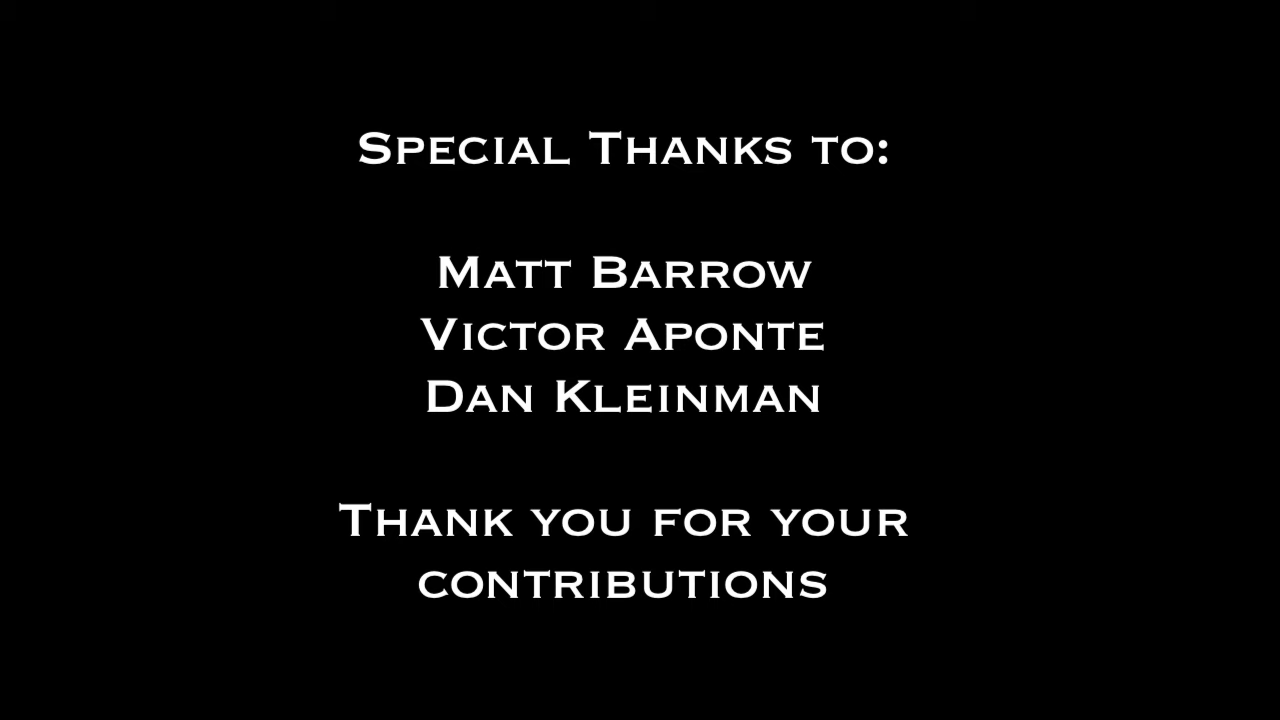 Special Thanks to:
Matt Barrow
Victor Aponte
Dan Kleinman
Thank you for your
contributions